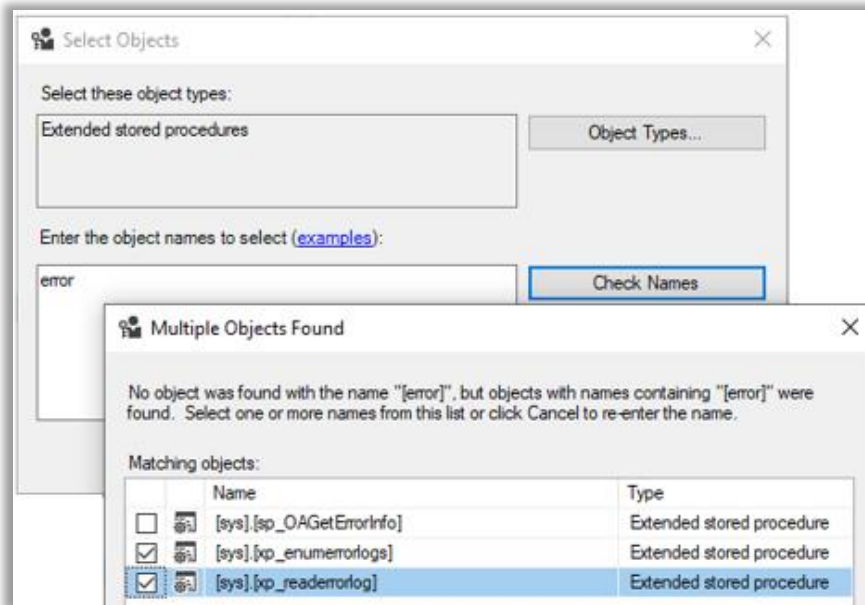 Select Objects
Select these object types:
Extended stored procedures
Object Types...
Enter the object names to select (examples):
error
Check Names
Multiple Objects Found
No object was found with the name "[error]", but objects with names containing "[error]" were
found. Select one or more names from this list or click Cancel to re-enter the name.
Matching objects:
Name Type
[sys].[sp_OAGetErrorInfo] Extended stored procedure
[sys].[xp_enumerrorlogs] Extended stored procedure
[sys].[xp_readerrorlog] Extended stored procedure